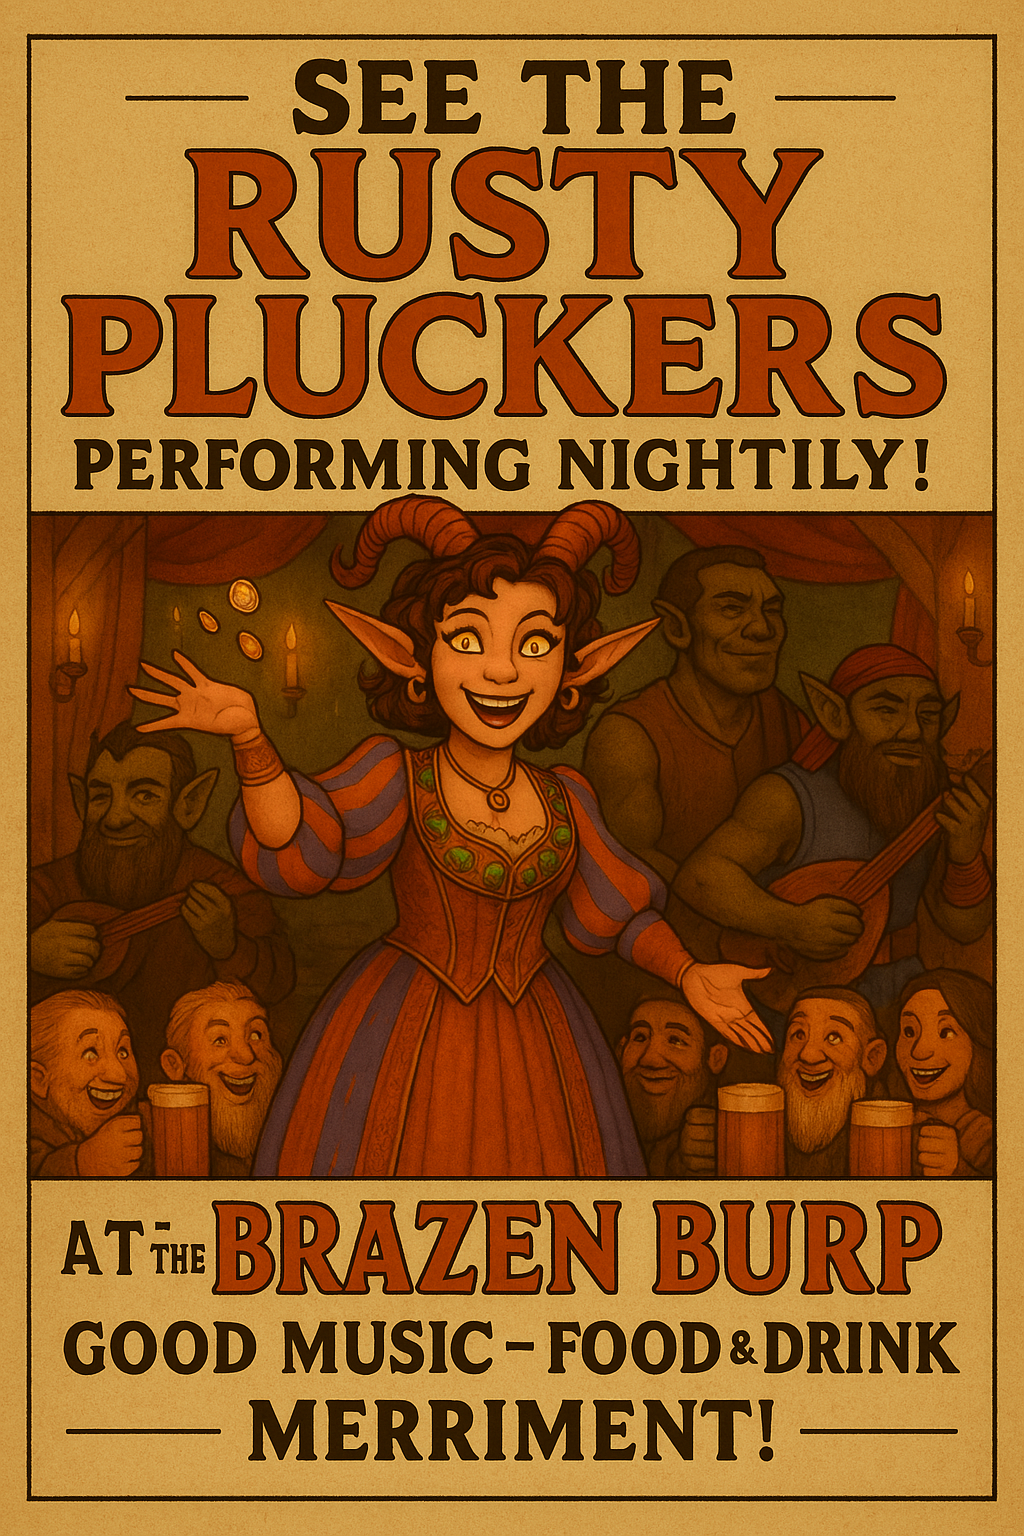 SEE THE
RUSTY
PLUCKERS
PERFORMING NIGHTILY!
AT-THE BRAZEN BURP
GOOD MUSIC – FOOD & DRINK
MERRIMENT!